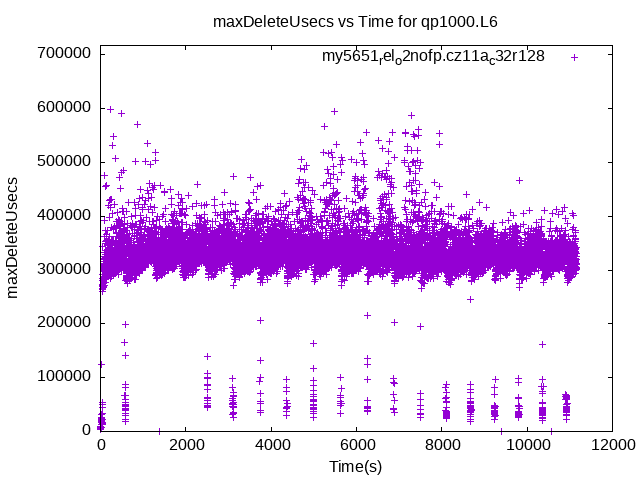 maxDeleteUsecs vs Time for qp1000.L6
my5651_rel_o2nofp.cz11a_c32r128
700000
600000
500000
400000
300000
200000
100000
0
maxDeleteUsecs
0 2000 4000 6000 8000 10000 12000
Time(s)